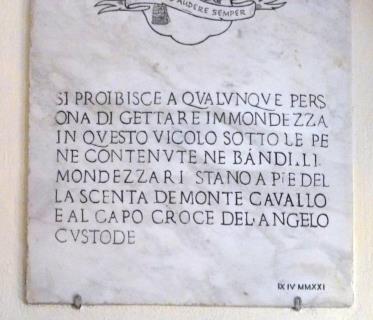 AUDERE SEMPER
SI PROIBISCE A QVALVNQVE PERS
ONA DI GETTARE IMMONDEZZA
IN QVESTO VICOLO SOTTO LE PE
NE CONTENVTE NE BANDI.LI
MONDEZZARI STANO A PIE DEL
LA SCENTA DE MONTE CAVALLO
E AL CAPO CROCE DEL ANGELO
CVSTODE
IX IV MMXXI